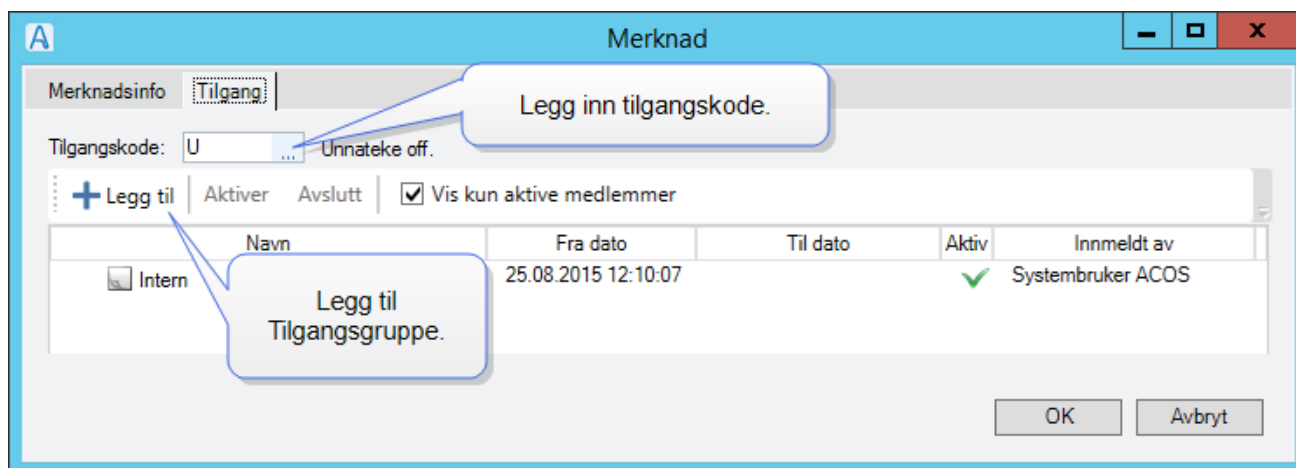 Merknad
Merknadsinfo Tilgang
Legg inn tilgangskode.
Tilgangskode: U ... Unnateke off.
Legg til Aktiver Avslutt Vis kun aktive medlemmer
Navn Fra dato Til dato Aktiv Innmeldt av
Intern 25.08.2015 12:10:07 Systembruker ACOS
Legg til
Tilgangsgruppe.
OK Avbryt